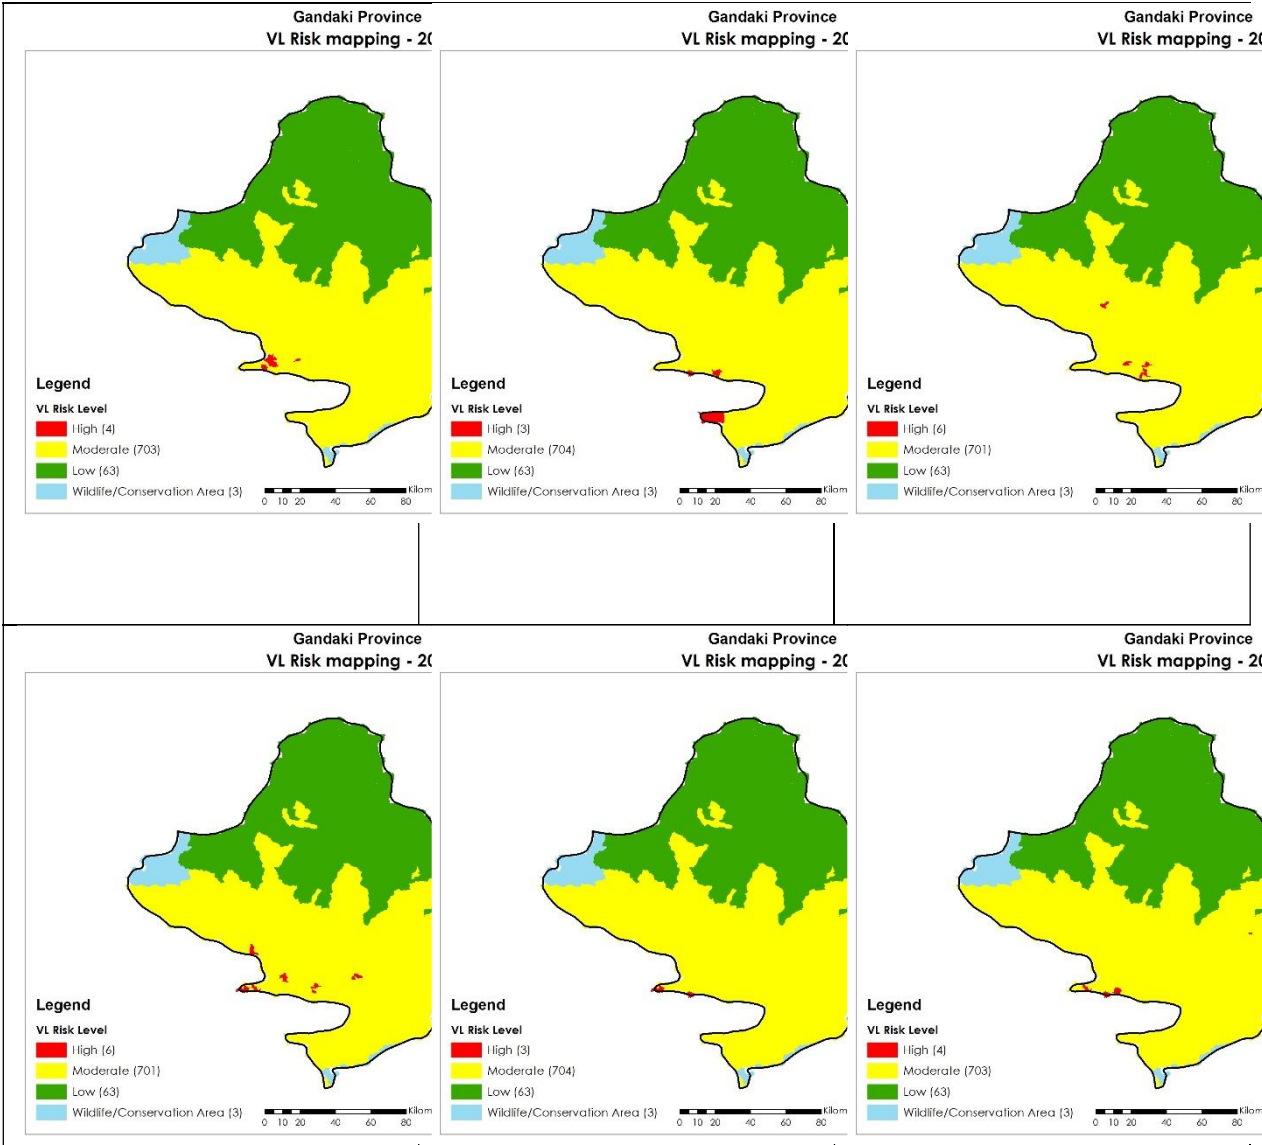 Gandaki Province
VL Risk mapping - 20
Legend
VL Risk Level
High (4)
Moderate (703)
Low (63)
Wildlife/Conservation Area (3)
0 10 20 40 60 80 Kilom
Gandaki Province
VL Risk mapping - 20
Legend
VL Risk Level
High (3)
Moderate (704)
Low (63)
Wildlife/Conservation Area (3)
0 10 20 40 60 80 Kilom
Gandaki Province
VL Risk mapping - 20
Legend
VL Risk Level
High (6)
Moderate (701)
Low (63)
Wildlife/Conservation Area (3)
0 10 20 40 60 80 Kilom
Gandaki Province
VL Risk mapping - 20
Legend
VL Risk Level
High (6)
Moderate (701)
Low (63)
Wildlife/Conservation Area (3)
0 10 20 40 60 80 Kilom
Gandaki Province
VL Risk mapping - 20
Legend
VL Risk Level
High (3)
Moderate (704)
Low (63)
Wildlife/Conservation Area (3)
0 10 20 40 60 80 Kilom
Gandaki Province
VL Risk mapping - 20
Legend
VL Risk Level
High (4)
Moderate (703)
Low (63)
Wildlife/Conservation Area (3)
0 10 20 40 60 80 Kilom